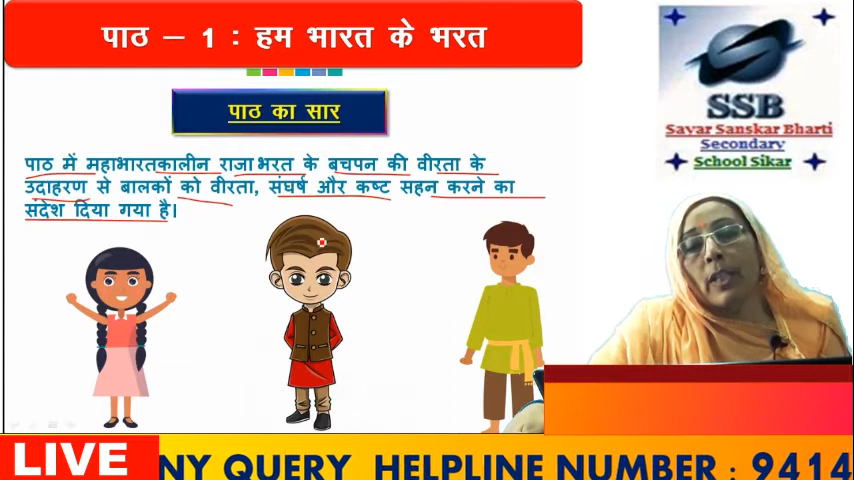 पाठ – 1 : हम भारत के भरत
पाठ का सार
पाठ में महाभारतकालीन राजा भरत के बचपन की वीरता के
उदाहरण से बालकों को वीरता, संघर्ष और कष्ट सहन करने का
संदेश दिया गया है।
SSB
Savar Sanskar Bharti
Secondary
School Sikar
LIVE
NY QUERY HELPLINE NUMBER : 9414